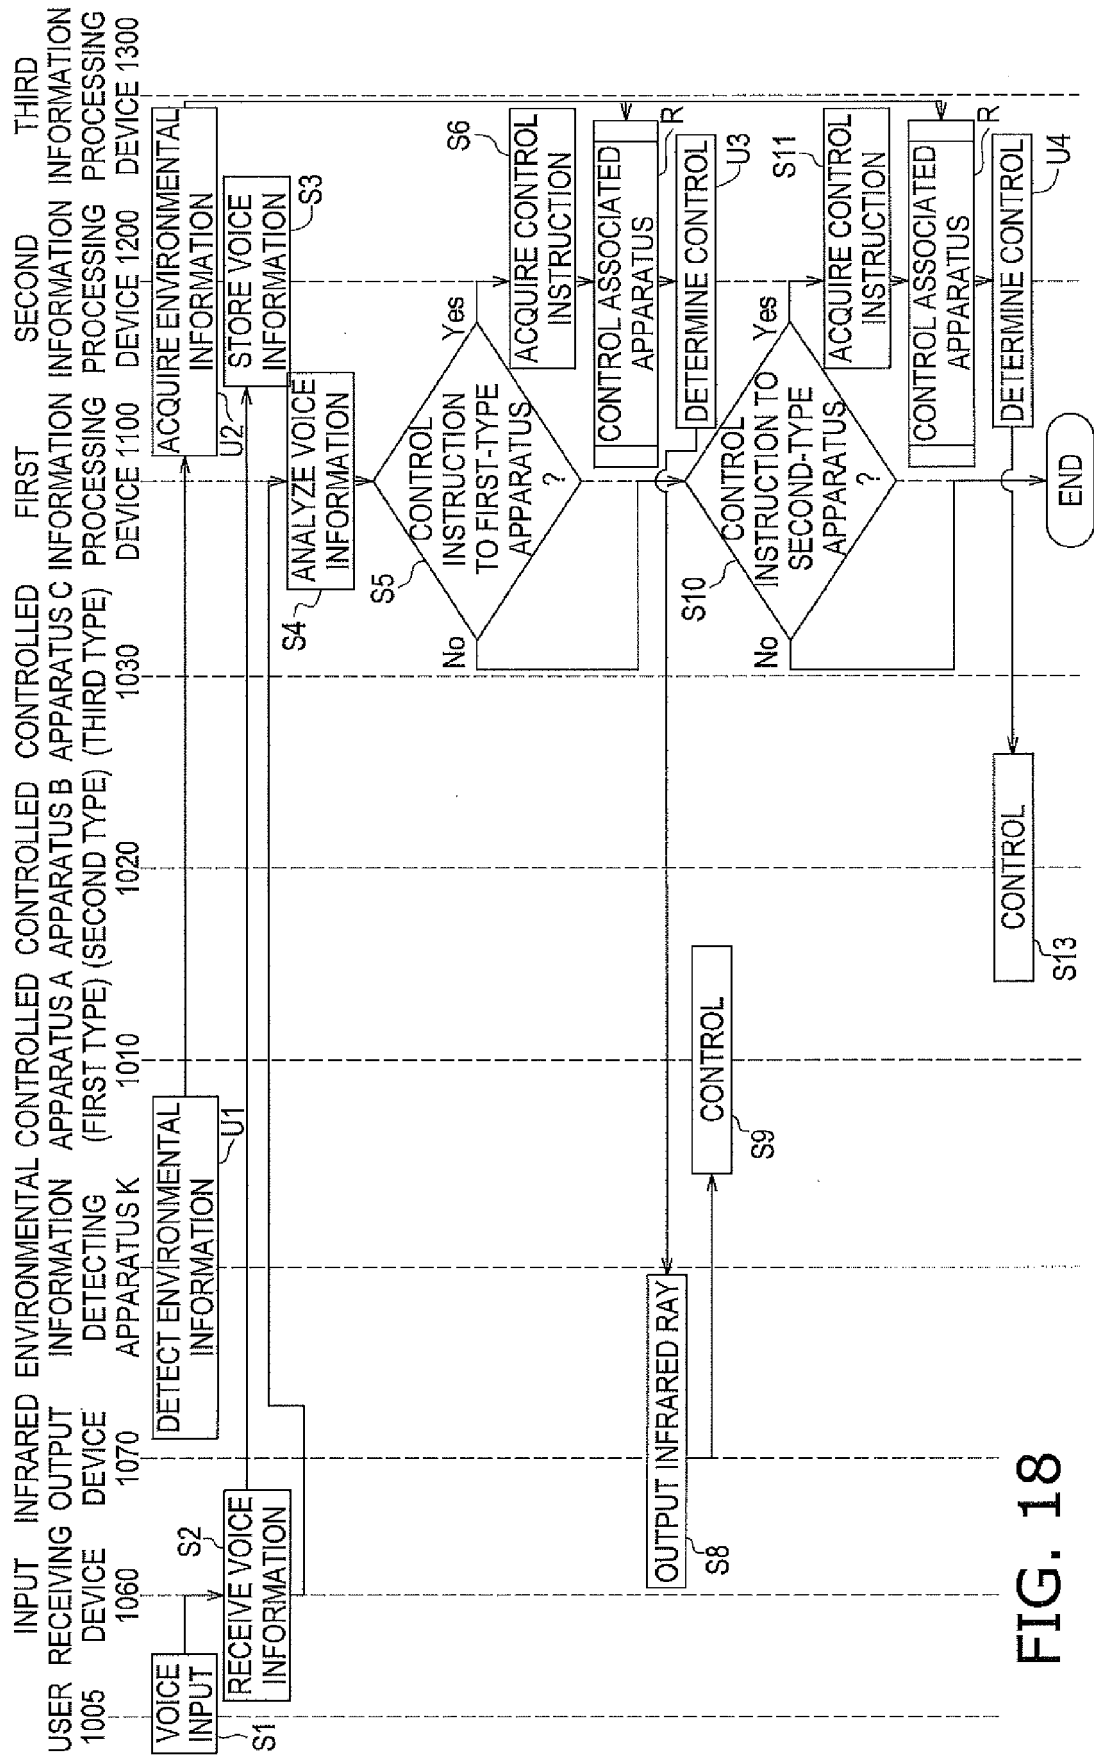 USER
1005
INPUT
RECEIVING
DEVICE
1060
INFRARED
OUTPUT
DEVICE
1070
ENVIRONMENTAL
INFORMATION
DETECTING
APPARATUS K
CONTROLLED
APPARATUS A
(FIRST TYPE)
1010
CONTROLLED
APPARATUS B
(SECOND TYPE)
1020
CONTROLLED
APPARATUS C
(THIRD TYPE)
1030
FIRST
INFORMATION
PROCESSING
DEVICE 1100
SECOND
INFORMATION
PROCESSING
DEVICE 1200
THIRD
INFORMATION
PROCESSING
DEVICE 1300
VOICE
INPUT
S1
DETECT ENVIRONMENTAL
INFORMATION
U1
ACQUIRE ENVIRONMENTAL
INFORMATION
U2
S2
RECEIVE VOICE
INFORMATION
STORE VOICE
INFORMATION
S3
ANALYZE VOICE
INFORMATION
S4
S5
CONTROL
INSTRUCTION
TO FIRST-TYPE
APPARATUS
?
No
Yes
S6
ACQUIRE CONTROL
INSTRUCTION
CONTROL ASSOCIATED
APPARATUS
R
DETERMINE CONTROL
U3
OUTPUT INFRARED RAY
S8
CONTROL
S9
S10
CONTROL
INSTRUCTION TO
SECOND-TYPE
APPARATUS
?
No
Yes
S11
ACQUIRE CONTROL
INSTRUCTION
CONTROL ASSOCIATED
APPARATUS
R
DETERMINE CONTROL
U4
CONTROL
S13
END
FIG. 18